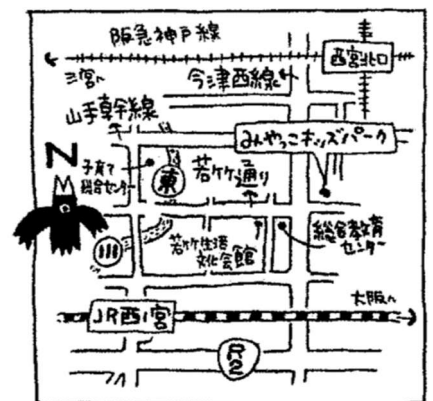 阪急神戸線
西宮北口
三宮へ
今津西線
山手幹線
みやっこキッズパーク
N
子育て
総合センター
東
若竹通り
川
若竹生活
文化会館
総合教育
センター
大阪へ
JR西ノ宮
R2